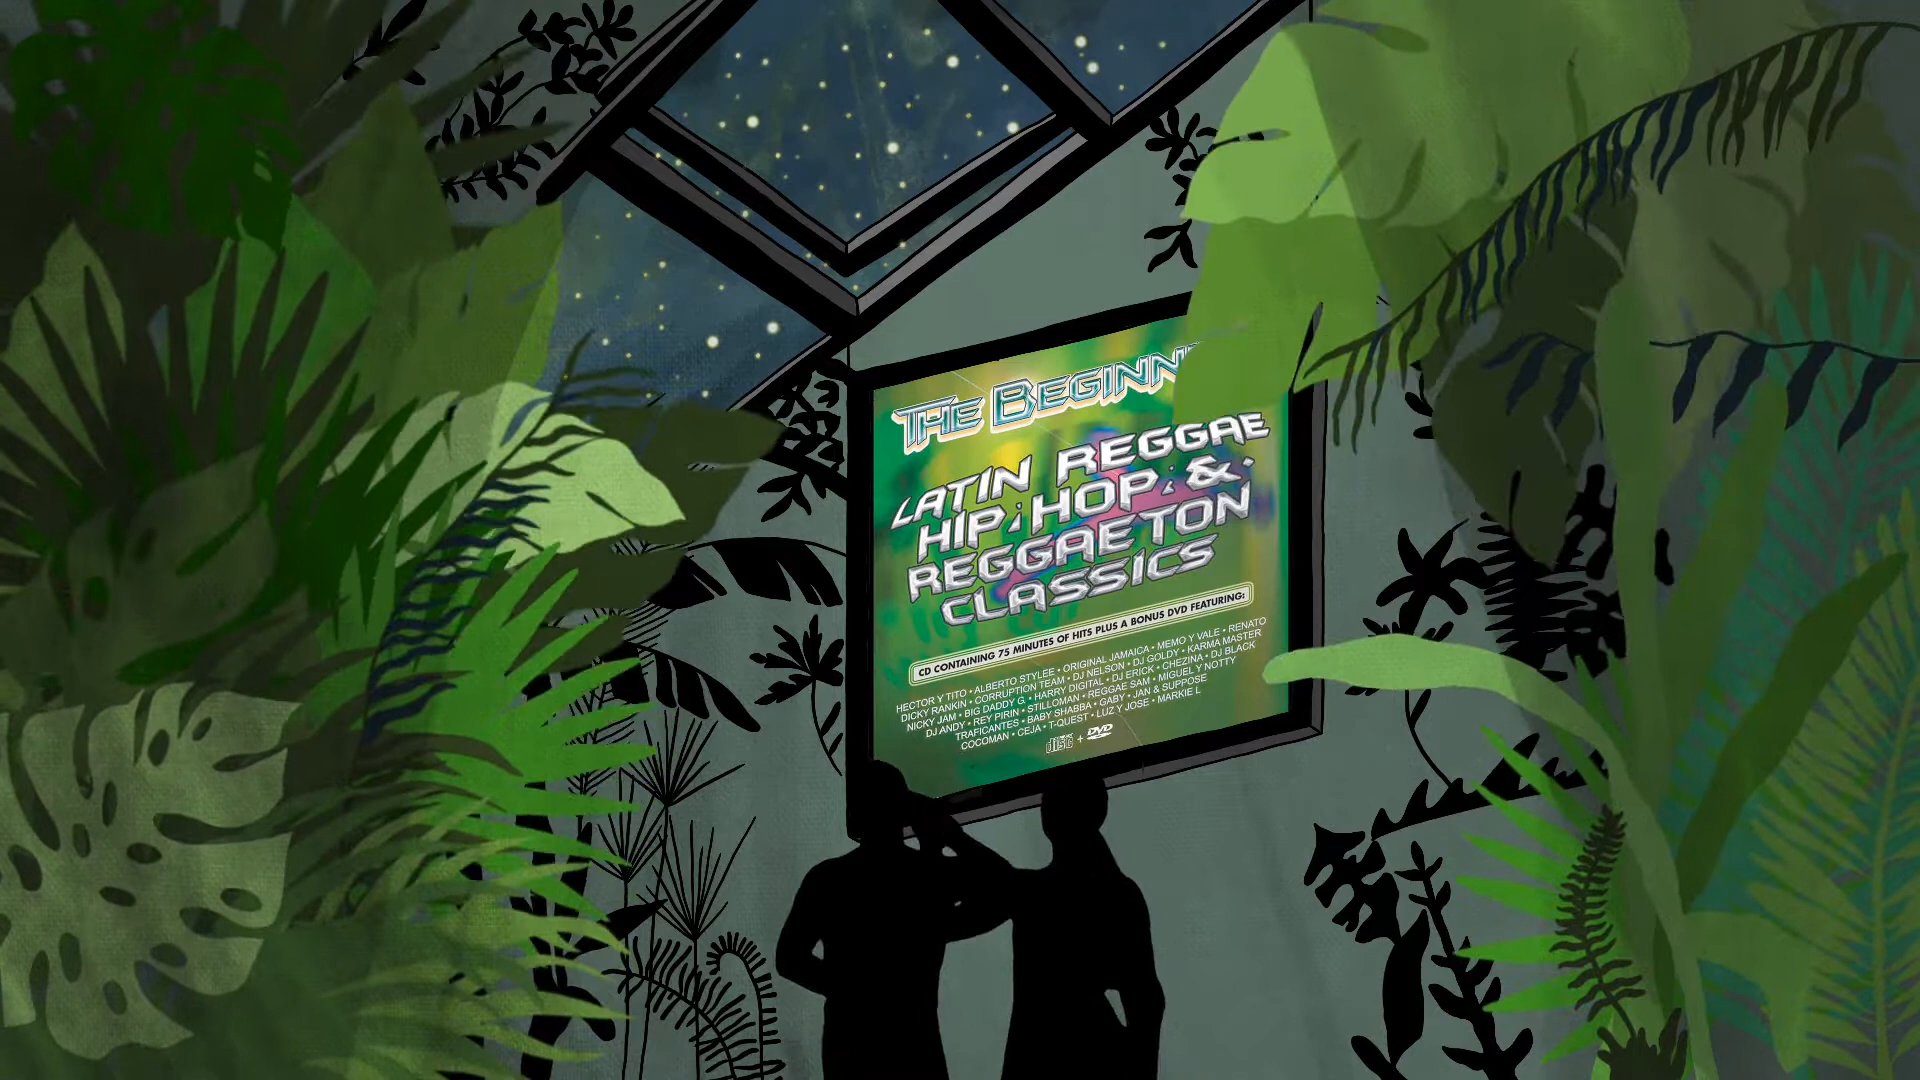 THE BEGINN
LATIN REGGAE
HIP HOP &
REGGAETON
CLASSICS
CD CONTAINING 75 MINUTES OF HITS PLUS A BONUS DVD FEATURING:
HECTOR Y TITO • ALBERTO STYLEE • ORIGINAL JAMAICA • MEMO Y VALE • RENATO
DICKY RANKIN • CORRUPTION TEAM • DJ NELSON • DJ GOLDY • KARMA MASTER
NICKY JAM • BIG DADDY G. • HARRY DIGITAL • DJ ERICK • CHEZINA • DJ BLACK
DJ ANDY • REY PIRIN • STILLOMAN • REGGAE SAM • MIGUEL Y NOTTY
TRAFICANTES • BABY SHABBA • GABY • JAN & SUPPOSE
COCOMAN • CEJA • T-QUEST • LUZ Y JOSE • MARKIE L
disc + DVD